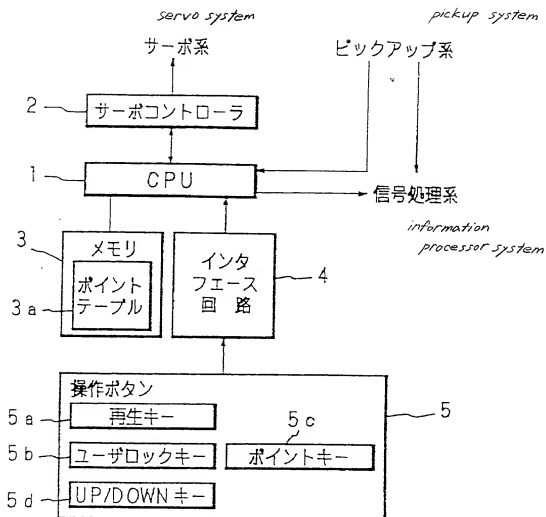 servo system
pickup system
サーボ系
ピックアップ系
2
サーボコントローラ
1
CPU
信号処理系
information
processor system
3
メモリ
3a
ポイント
テーブル
インタ
フェース
回路
4
操作ボタン
5
5a
再生キー
5b
ユーザロックキー
5c
ポイントキー
5d
UP/DOWNキー